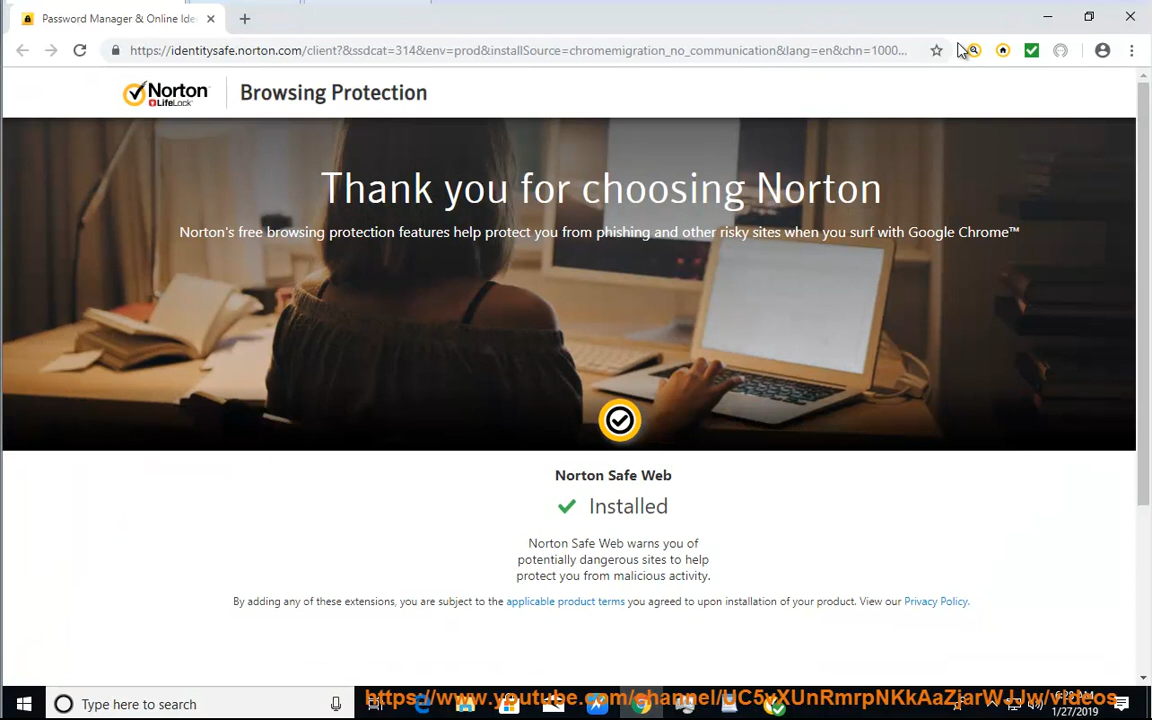 Password Manager & Online Ide
https://identitysafe.norton.com/client?&ssdcat=314&env=prod&installSource=chromemigration_no_communication&lang=en&chn=1000...
Norton
LifeLock
Browsing Protection
Thank you for choosing Norton
Norton's free browsing protection features help protect you from phishing and other risky sites when you surf with Google Chrome™
Norton Safe Web
Installed
Norton Safe Web warns you of
potentially dangerous sites to help
protect you from malicious activity.
By adding any of these extensions, you are subject to the applicable product terms you agreed to upon installation of your product. View our Privacy Policy.
Type here to search
1/27/2019